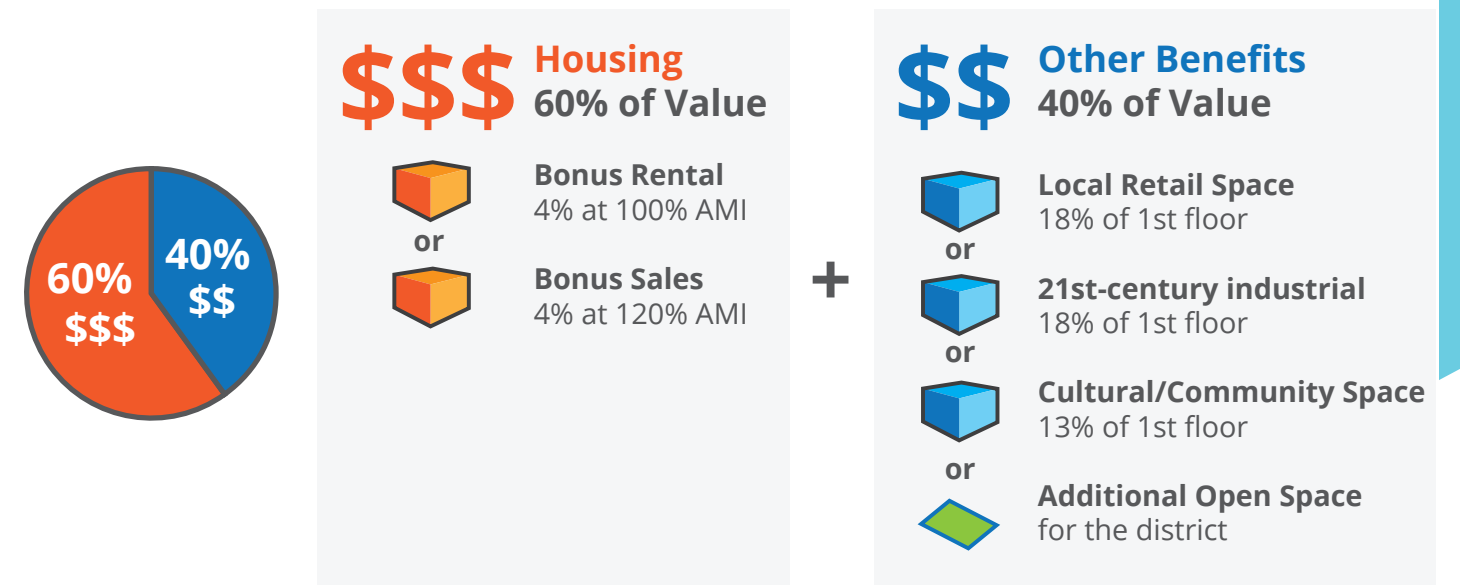 60%
$$$
40%
$$
$$$ Housing
60% of Value
Bonus Rental
4% at 100% AMI
or
Bonus Sales
4% at 120% AMI
+
$$ Other Benefits
40% of Value
Local Retail Space
18% of 1st floor
or
21st-century industrial
18% of 1st floor
or
Cultural/Community Space
13% of 1st floor
or
Additional Open Space
for the district